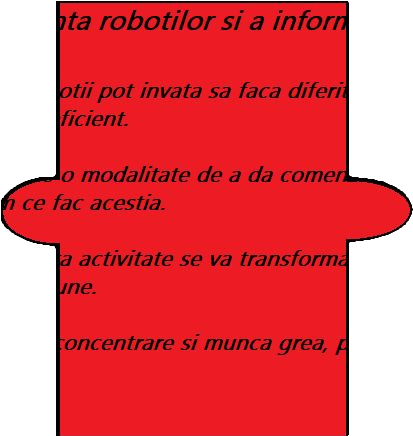 nta robotilor si a inform
otii pot invata sa faca diferit
ficient.
o modalitate de a da comen
ce fac acestia.
a activitate se va transforma
une.
concentrare si munca grea, p